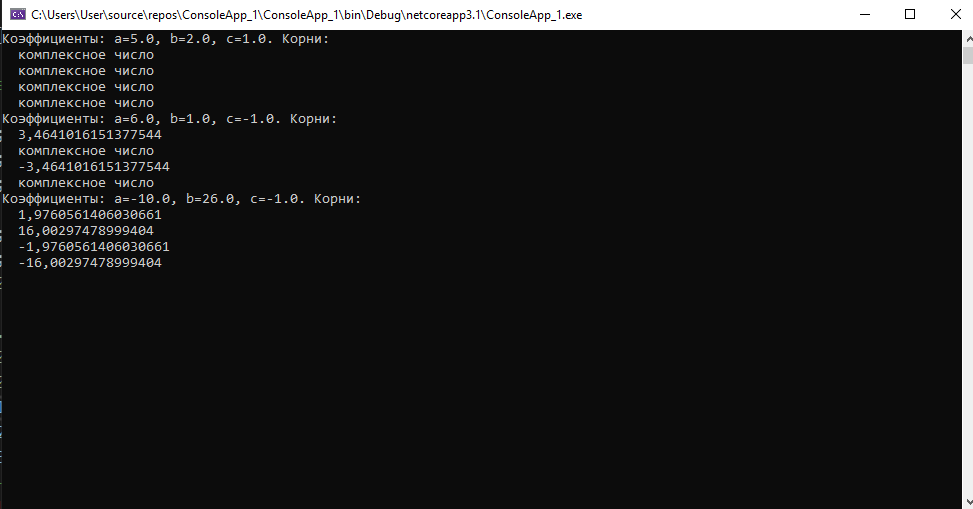 C:\Users\User\source\repos\ConsoleApp_1\ConsoleApp_1\bin\Debug\netcoreapp3.1\ConsoleApp_1.exe
Коэффициенты: a=5.0, b=2.0, c=1.0. Корни:
комплексное число
комплексное число
комплексное число
комплексное число
Коэффициенты: a=6.0, b=1.0, c=-1.0. Корни:
3,4641016151377544
комплексное число
-3,4641016151377544
комплексное число
Коэффициенты: a=-10.0, b=26.0, c=-1.0. Корни:
1,9760561406030661
16,00297478999404
-1,9760561406030661
-16,00297478999404